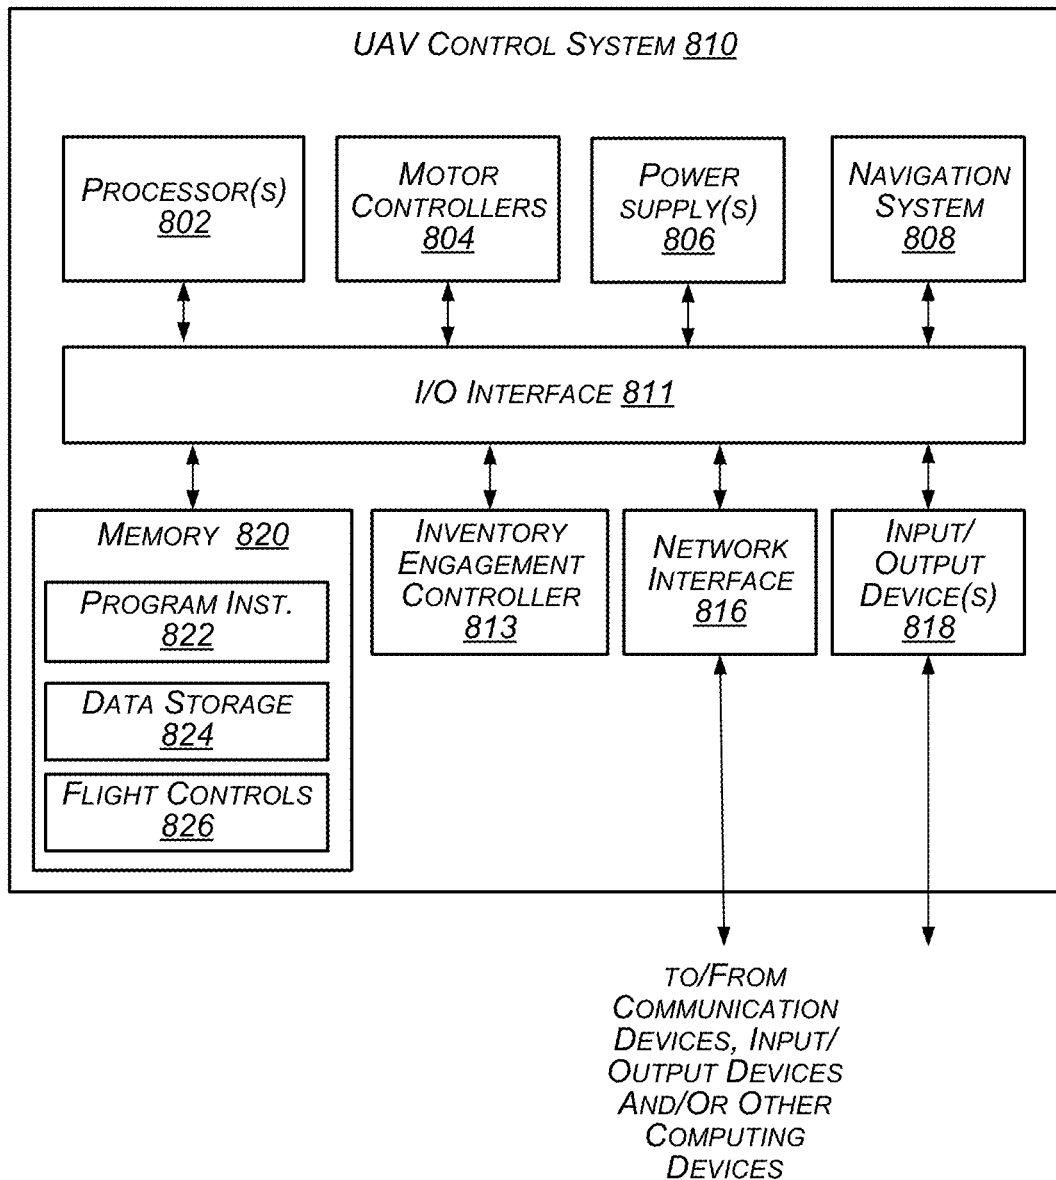 UAV CONTROL SYSTEM 810
PROCESSOR(S)
802
MOTOR
CONTROLLERS
804
POWER
SUPPLY(S)
806
NAVIGATION
SYSTEM
808
I/O INTERFACE 811
MEMORY 820
PROGRAM INST.
822
DATA STORAGE
824
FLIGHT CONTROLS
826
INVENTORY
ENGAGEMENT
CONTROLLER
813
NETWORK
INTERFACE
816
INPUT/
OUTPUT
DEVICE(S)
818
TO/FROM
COMMUNICATION
DEVICES, INPUT/
OUTPUT DEVICES
AND/OR OTHER
COMPUTING
DEVICES